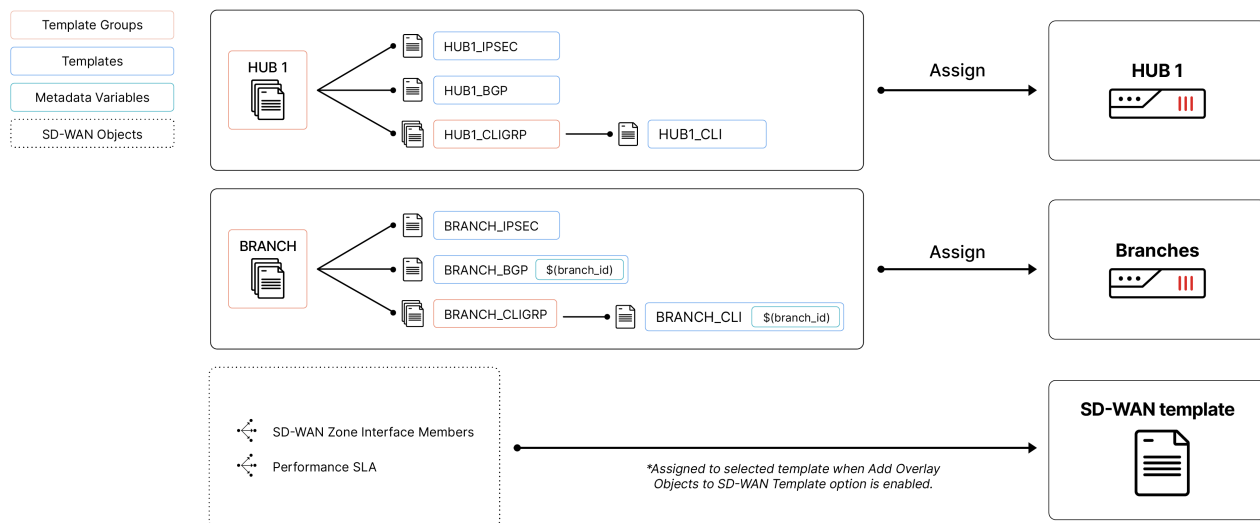 Template Groups
Templates
Metadata Variables
SD-WAN Objects
HUB 1
HUB1_IPSEC
HUB1_BGP
HUB1_CLIGRP
HUB1_CLI
Assign
HUB 1
BRANCH
BRANCH_IPSEC
BRANCH_BGP
$(branch_id)
BRANCH_CLIGRP
BRANCH_CLI
$(branch_id)
Assign
Branches
SD-WAN Zone Interface Members
Performance SLA
*Assigned to selected template when Add Overlay
Objects to SD-WAN Template option is enabled.
SD-WAN template